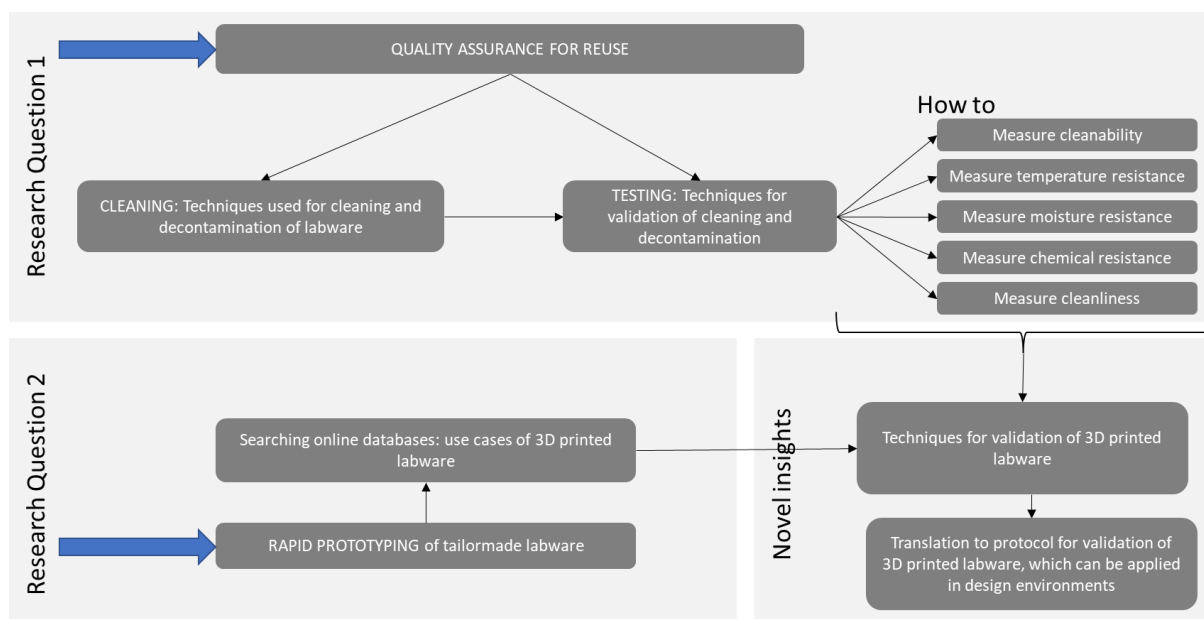 Research Question 1
QUALITY ASSURANCE FOR REUSE
CLEANING: Techniques used for cleaning and
decontamination of labware
TESTING: Techniques for
validation of cleaning and
decontamination
How to
Measure cleanability
Measure temperature resistance
Measure moisture resistance
Measure chemical resistance
Measure cleanliness
Research Question 2
Searching online databases: use cases of 3D printed
labware
RAPID PROTOTYPING of tailormade labware
Novel insights
Techniques for validation of 3D printed
labware
Translation to protocol for validation of
3D printed labware, which can be applied
in design environments